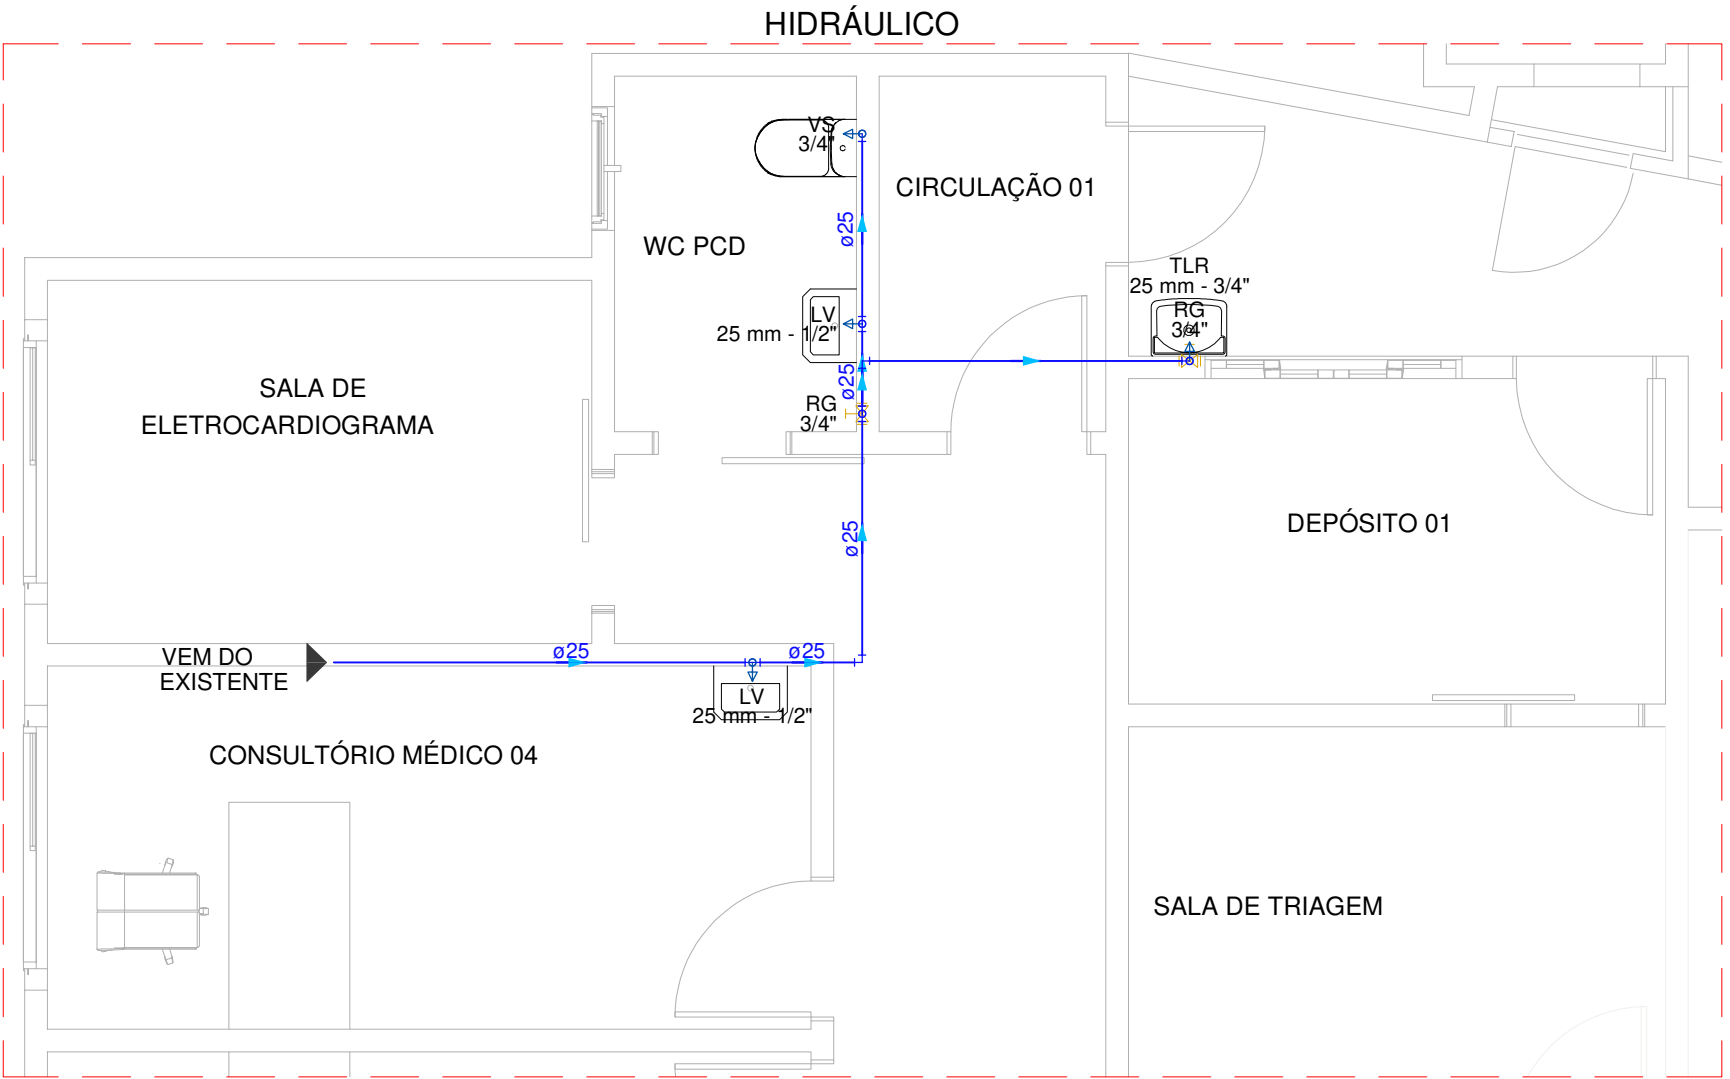 HIDRÁULICO
VS
3/4"
CIRCULAÇÃO 01
ø25
WC PCD
TLR
25 mm - 3/4"
RG
3/4"
LV
25 mm - 1/2"
ø25
SALA DE
ELETROCARDIOGRAMA
RG
3/4"
DEPÓSITO 01
ø25
VEM DO
EXISTENTE
ø25
ø25
LV
25 mm - 1/2"
CONSULTÓRIO MÉDICO 04
SALA DE TRIAGEM